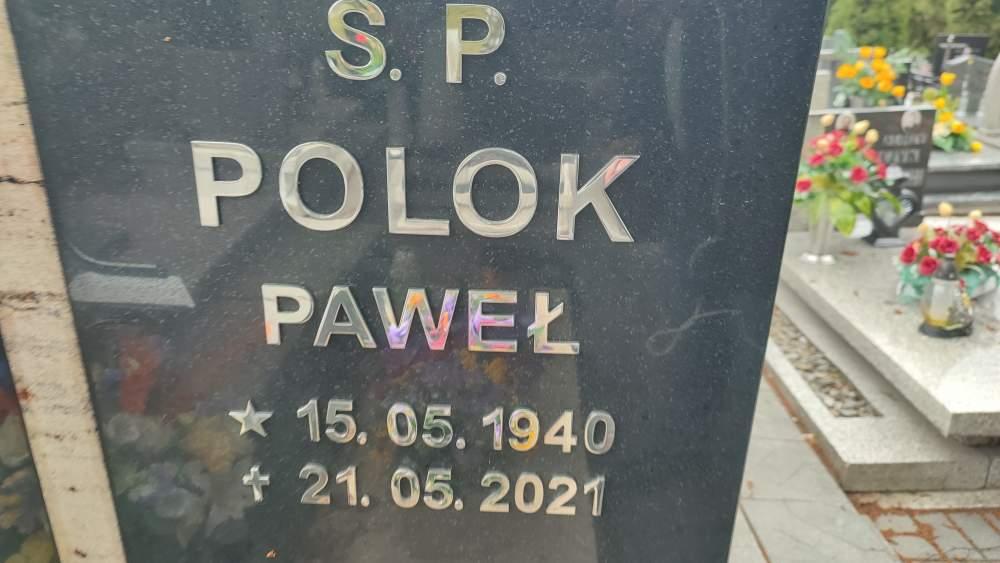 Ś. P.
POLOK
PAWEŁ
★ 15. 05. 1940
✝ 21. 05. 2021